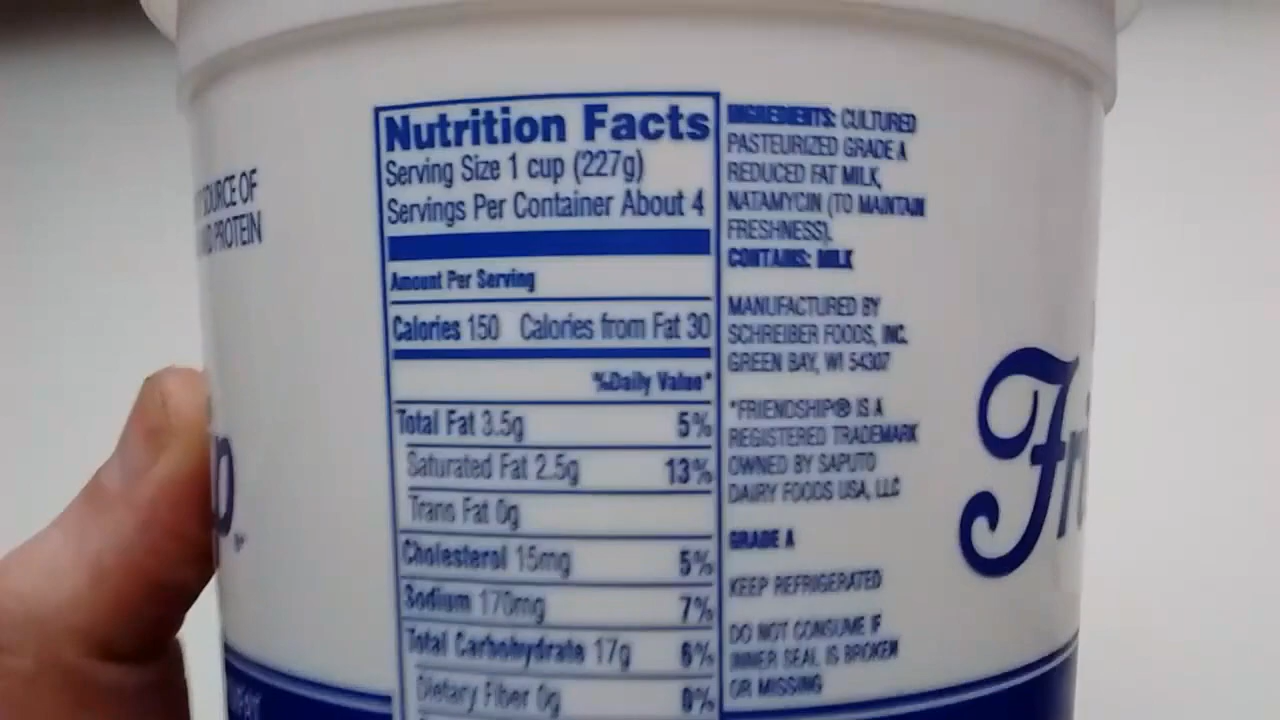 SOURCE OF
PROTEIN
Nutrition Facts
Serving Size 1 cup (227g)
Servings Per Container About 4
Amount Per Serving
Calories 150 Calories from Fat 30
%Daily Value*
Total Fat 3.5g 5%
Saturated Fat 2.5g 13%
Trans Fat 0g
Cholesterol 15mg 5%
Sodium 170mg 7%
Total Carbohydrate 17g 6%
Dietary Fiber 0g 0%
INGREDIENTS: CULTURED
PASTEURIZED GRADE A
REDUCED FAT MILK,
NATAMYCIN (TO MAINTAIN
FRESHNESS).
CONTAINS: MILK
MANUFACTURED BY
SCHREIBER FOODS, INC.
GREEN BAY, WI 54307
*FRIENDSHIP® IS A
REGISTERED TRADEMARK
OWNED BY SAPUTO
DAIRY FOODS USA, LLC
GRADE A
KEEP REFRIGERATED
DO NOT CONSUME IF
INNER SEAL IS BROKEN
OR MISSING
Fri